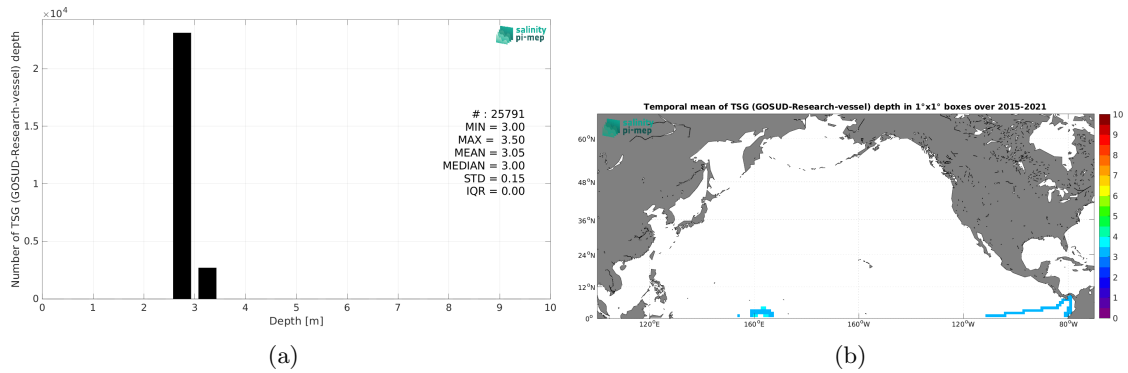 ×10⁴
2
1.5
1
0.5
0
Number of TSG (GOSUD-Research-vessel) depth
salinity
pi-mep
# : 25791
MIN = 3.00
MAX = 3.50
MEAN = 3.05
MEDIAN = 3.00
STD = 0.15
IQR = 0.00
0 1 2 3 4 5 6 7 8 9 10
Depth [m]
(a)
Temporal mean of TSG (GOSUD-Research-vessel) depth in 1°x1° boxes over 2015-2021
salinity
pi-mep
60°N
48°N
36°N
24°N
12°N
0°
120°E 160°E 160°W 120°W 80°W
10
9
8
7
6
5
4
3
2
1
0
(b)